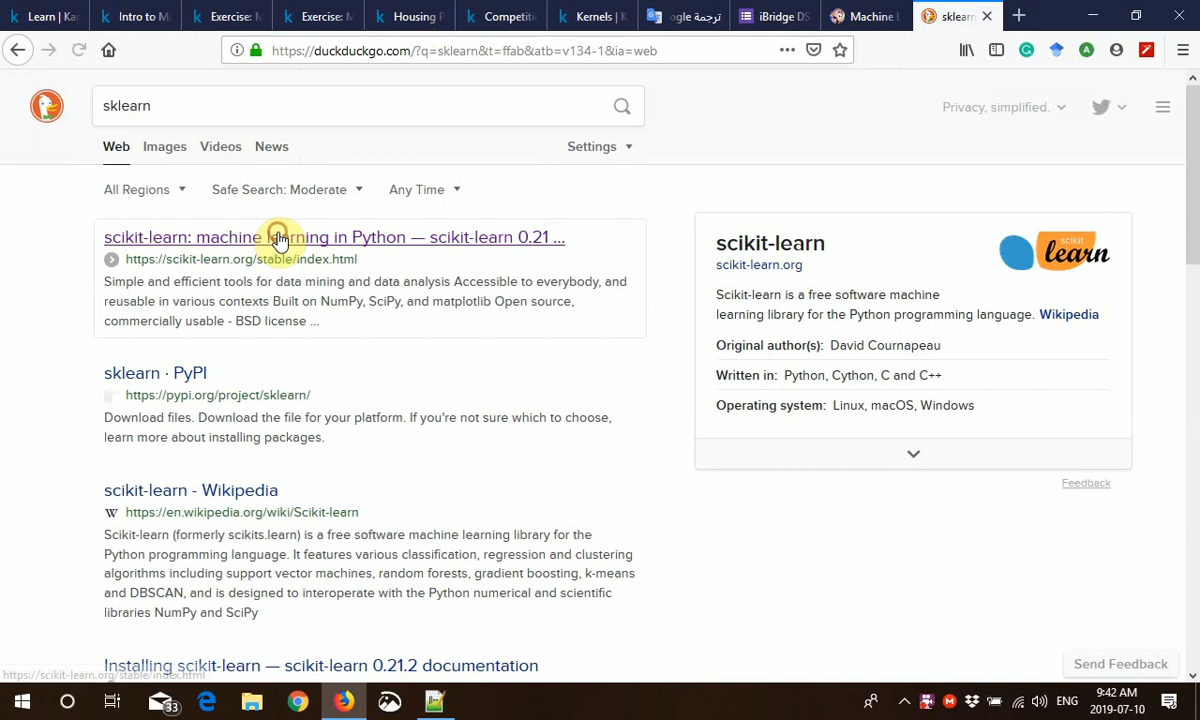 Learn | Ka
Intro to M
Exercise: M
Exercise: M
Housing P
Competiti
Kernels | K
ترجمة ogle
iBridge DS
Machine L
sklearn
https://duckduckgo.com/?q=sklearn&t=ffab&atb=v134-1&ia=web
sklearn
Privacy, simplified.
Web Images Videos News
Settings
All Regions Safe Search: Moderate Any Time
scikit-learn: machine learning in Python — scikit-learn 0.21 ...
https://scikit-learn.org/stable/index.html
Simple and efficient tools for data mining and data analysis Accessible to everybody, and
reusable in various contexts Built on NumPy, SciPy, and matplotlib Open source,
commercially usable - BSD license ...
sklearn · PyPI
https://pypi.org/project/sklearn/
Download files. Download the file for your platform. If you're not sure which to choose,
learn more about installing packages.
scikit-learn - Wikipedia
W https://en.wikipedia.org/wiki/Scikit-learn
Scikit-learn (formerly scikits.learn) is a free software machine learning library for the
Python programming language. It features various classification, regression and clustering
algorithms including support vector machines, random forests, gradient boosting, k-means
and DBSCAN, and is designed to interoperate with the Python numerical and scientific
libraries NumPy and SciPy
Installing scikit-learn — scikit-learn 0.21.2 documentation
https://scikit-learn.org/stable/index.html
scikit-learn
scikit-learn.org
scikit
learn
Scikit-learn is a free software machine
learning library for the Python programming language. Wikipedia
Original author(s): David Cournapeau
Written in: Python, Cython, C and C++
Operating system: Linux, macOS, Windows
Feedback
Send Feedback
33
ENG
9:42 AM
2019-07-10